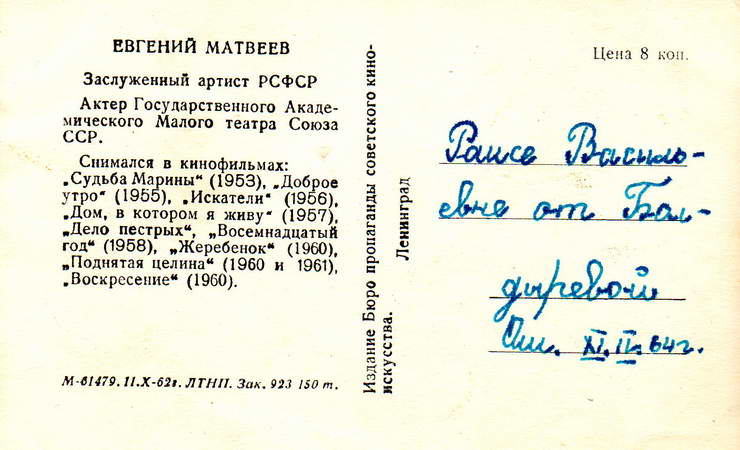 ЕВГЕНИЙ МАТВЕЕВ
Заслуженный артист РСФСР
Актер Государственного Акаде-
мического Малого театра Союза
ССР.
Снимался в кинофильмах:
„Судьба Марины“ (1953), „Доброе
утро“ (1955), „Искатели“ (1956),
„Дом, в котором я живу“ (1957),
„Дело пестрых“, „Восемнадцатый
год“ (1958), „Жеребенок“ (1960),
„Поднятая целина“ (1960 и 1961),
„Воскресение“ (1960).
М-61479. 11.X-62г. ЛТНП. Зак. 923 150 т.
Издание Бюро пропаганды советского кино-
искусства.
Ленинград
Цена 8 коп.
Раисе Василь-
евне от Бол-
дыревой
XI. II. 64г.